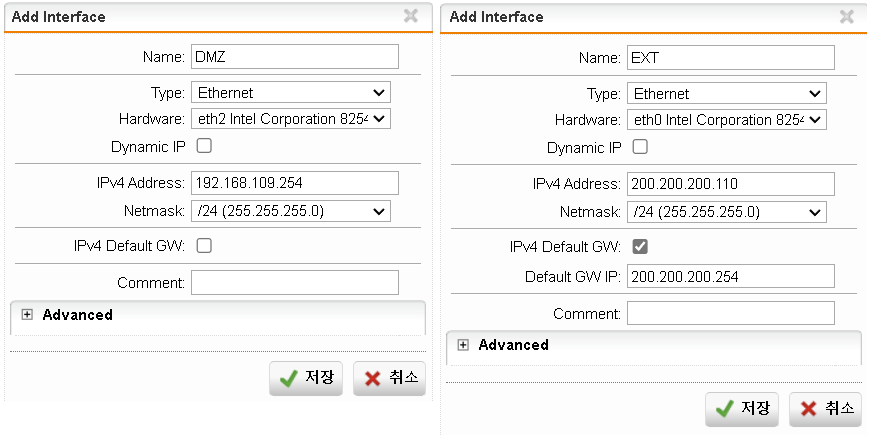 Add Interface
Name: DMZ
Type: Ethernet
Hardware: eth2 Intel Corporation 8254
Dynamic IP
IPv4 Address: 192.168.109.254
Netmask: /24 (255.255.255.0)
IPv4 Default GW:
Comment:
Advanced
저장 취소
Add Interface
Name: EXT
Type: Ethernet
Hardware: eth0 Intel Corporation 8254
Dynamic IP
IPv4 Address: 200.200.200.110
Netmask: /24 (255.255.255.0)
IPv4 Default GW:
Default GW IP: 200.200.200.254
Comment:
Advanced
저장 취소